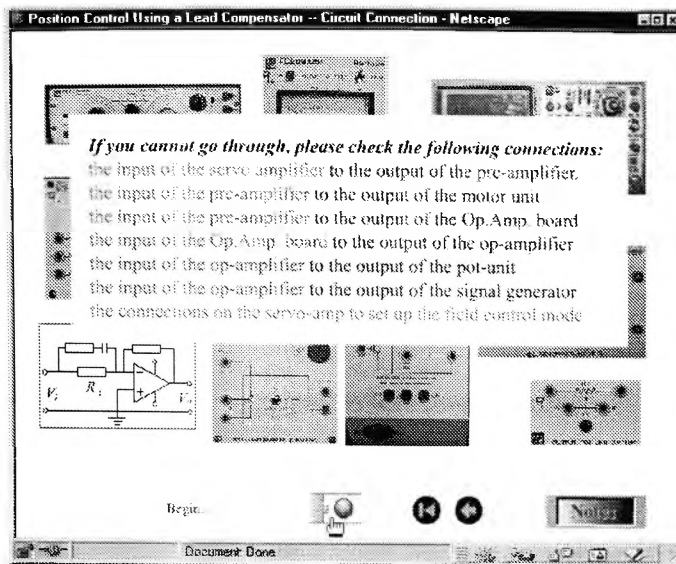 Position Control Using a Lead Compensator -- Circuit Connection - Netscape
If you cannot go through, please check the following connections:
the input of the servo amplifier to the output of the pre-amplifier.
the input of the pre-amplifier to the output of the motor unit
the input of the pre-amplifier to the output of the Op.Amp. board
the input of the Op.Amp. board to the output of the op-amplifier
the input of the op-amplifier to the output of the pot-unit
the input of the op-amplifier to the output of the signal generator
the connections on the servo-amp to set up the field control mode
Begin
Notes
Document Done